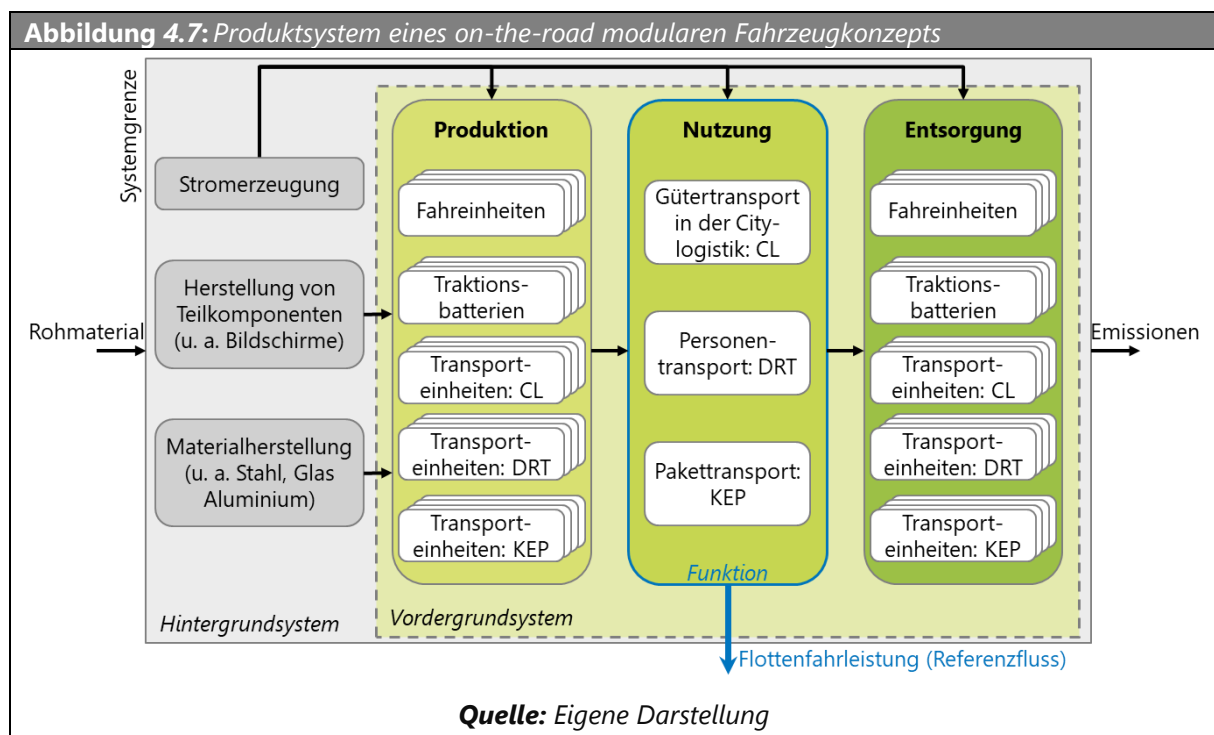 Abbildung 4.7: Produktsystem eines on-the-road modularen Fahrzeugkonzepts
Systemgrenze
Stromerzeugung
Herstellung von
Teilkomponenten
(u. a. Bildschirme)
Rohmaterial
Materialherstellung
(u. a. Stahl, Glas
Aluminium)
Hintergrundsystem
Produktion
Fahreinheiten
Traktions-
batterien
Transport-
einheiten: CL
Transport-
einheiten: DRT
Transport-
einheiten: KEP
Vordergrundsystem
Nutzung
Gütertransport
in der City-
logistik: CL
Personen-
transport: DRT
Pakettransport:
KEP
Funktion
Flottenfahrleistung (Referenzfluss)
Entsorgung
Fahreinheiten
Traktions-
batterien
Transport-
einheiten: CL
Transport-
einheiten: DRT
Transport-
einheiten: KEP
Emissionen
Quelle: Eigene Darstellung